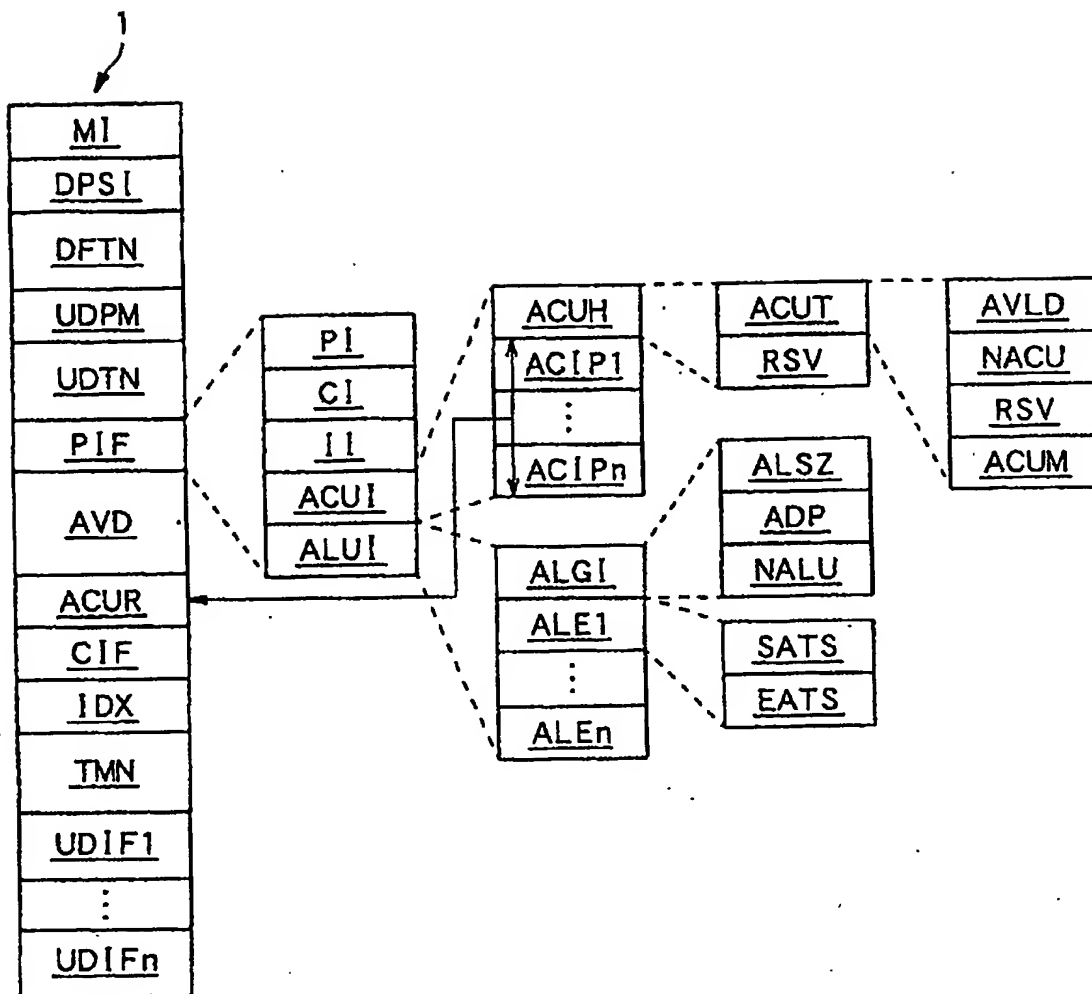 1
MI
DPSI
DFTN
UDPM
UDTN
PIF
AVD
ACUR
CIF
IDX
TMN
UDIF1
⋮
UDIFn
PI
CI
II
ACUI
ALUI
ACUH
ACIP1
⋮
ACIPn
ALGI
ALE1
⋮
ALEn
ACUT
RSV
ALSZ
ADP
NALU
SATS
EATS
AVLD
NACU
RSV
ACUM